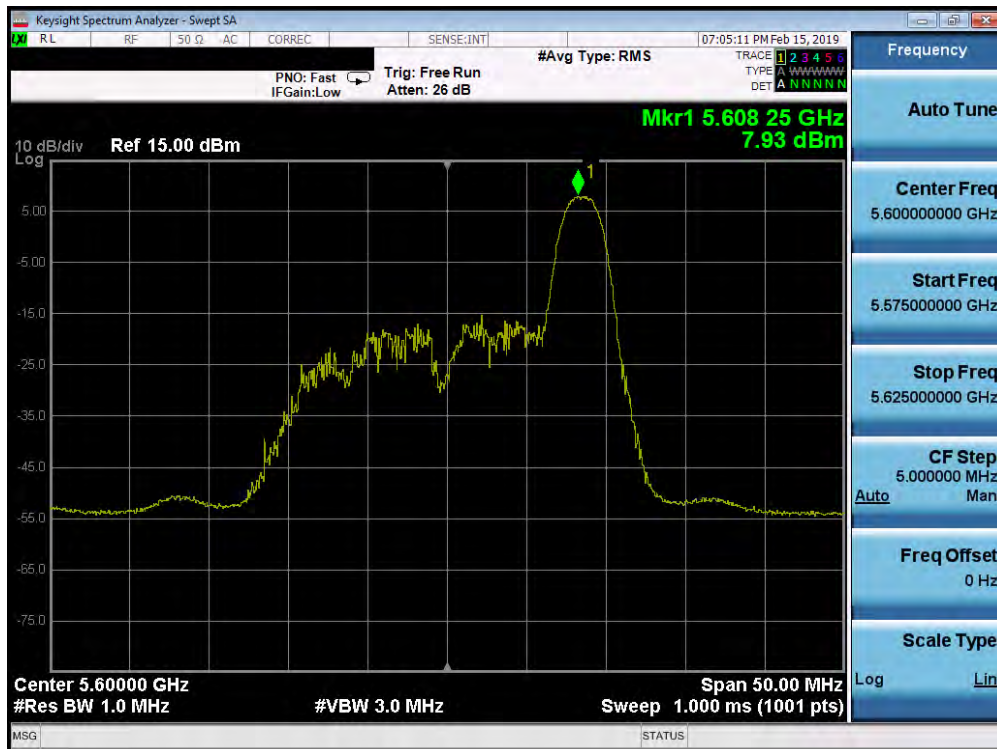 Keysight Spectrum Analyzer - Swept SA
LXI RL RF 50 Ω AC CORREC SENSE:INT 07:05:11 PM Feb 15, 2019
PNO: Fast
IFGain:Low
Trig: Free Run
Atten: 26 dB
#Avg Type: RMS
TRACE 1 2 3 4 5 6
TYPE A WWWWW
DET A N N N N N
Mkr1 5.608 25 GHz
7.93 dBm
10 dB/div
Log
Ref 15.00 dBm
1
5.00
-5.00
-15.0
-25.0
-35.0
-45.0
-55.0
-65.0
-75.0
Center 5.60000 GHz
Span 50.00 MHz
#Res BW 1.0 MHz
#VBW 3.0 MHz
Sweep 1.000 ms (1001 pts)
MSG
STATUS
Frequency
Auto Tune
Center Freq
5.600000000 GHz
Start Freq
5.575000000 GHz
Stop Freq
5.625000000 GHz
CF Step
5.000000 MHz
Auto Man
Freq Offset
0 Hz
Scale Type
Log Lin